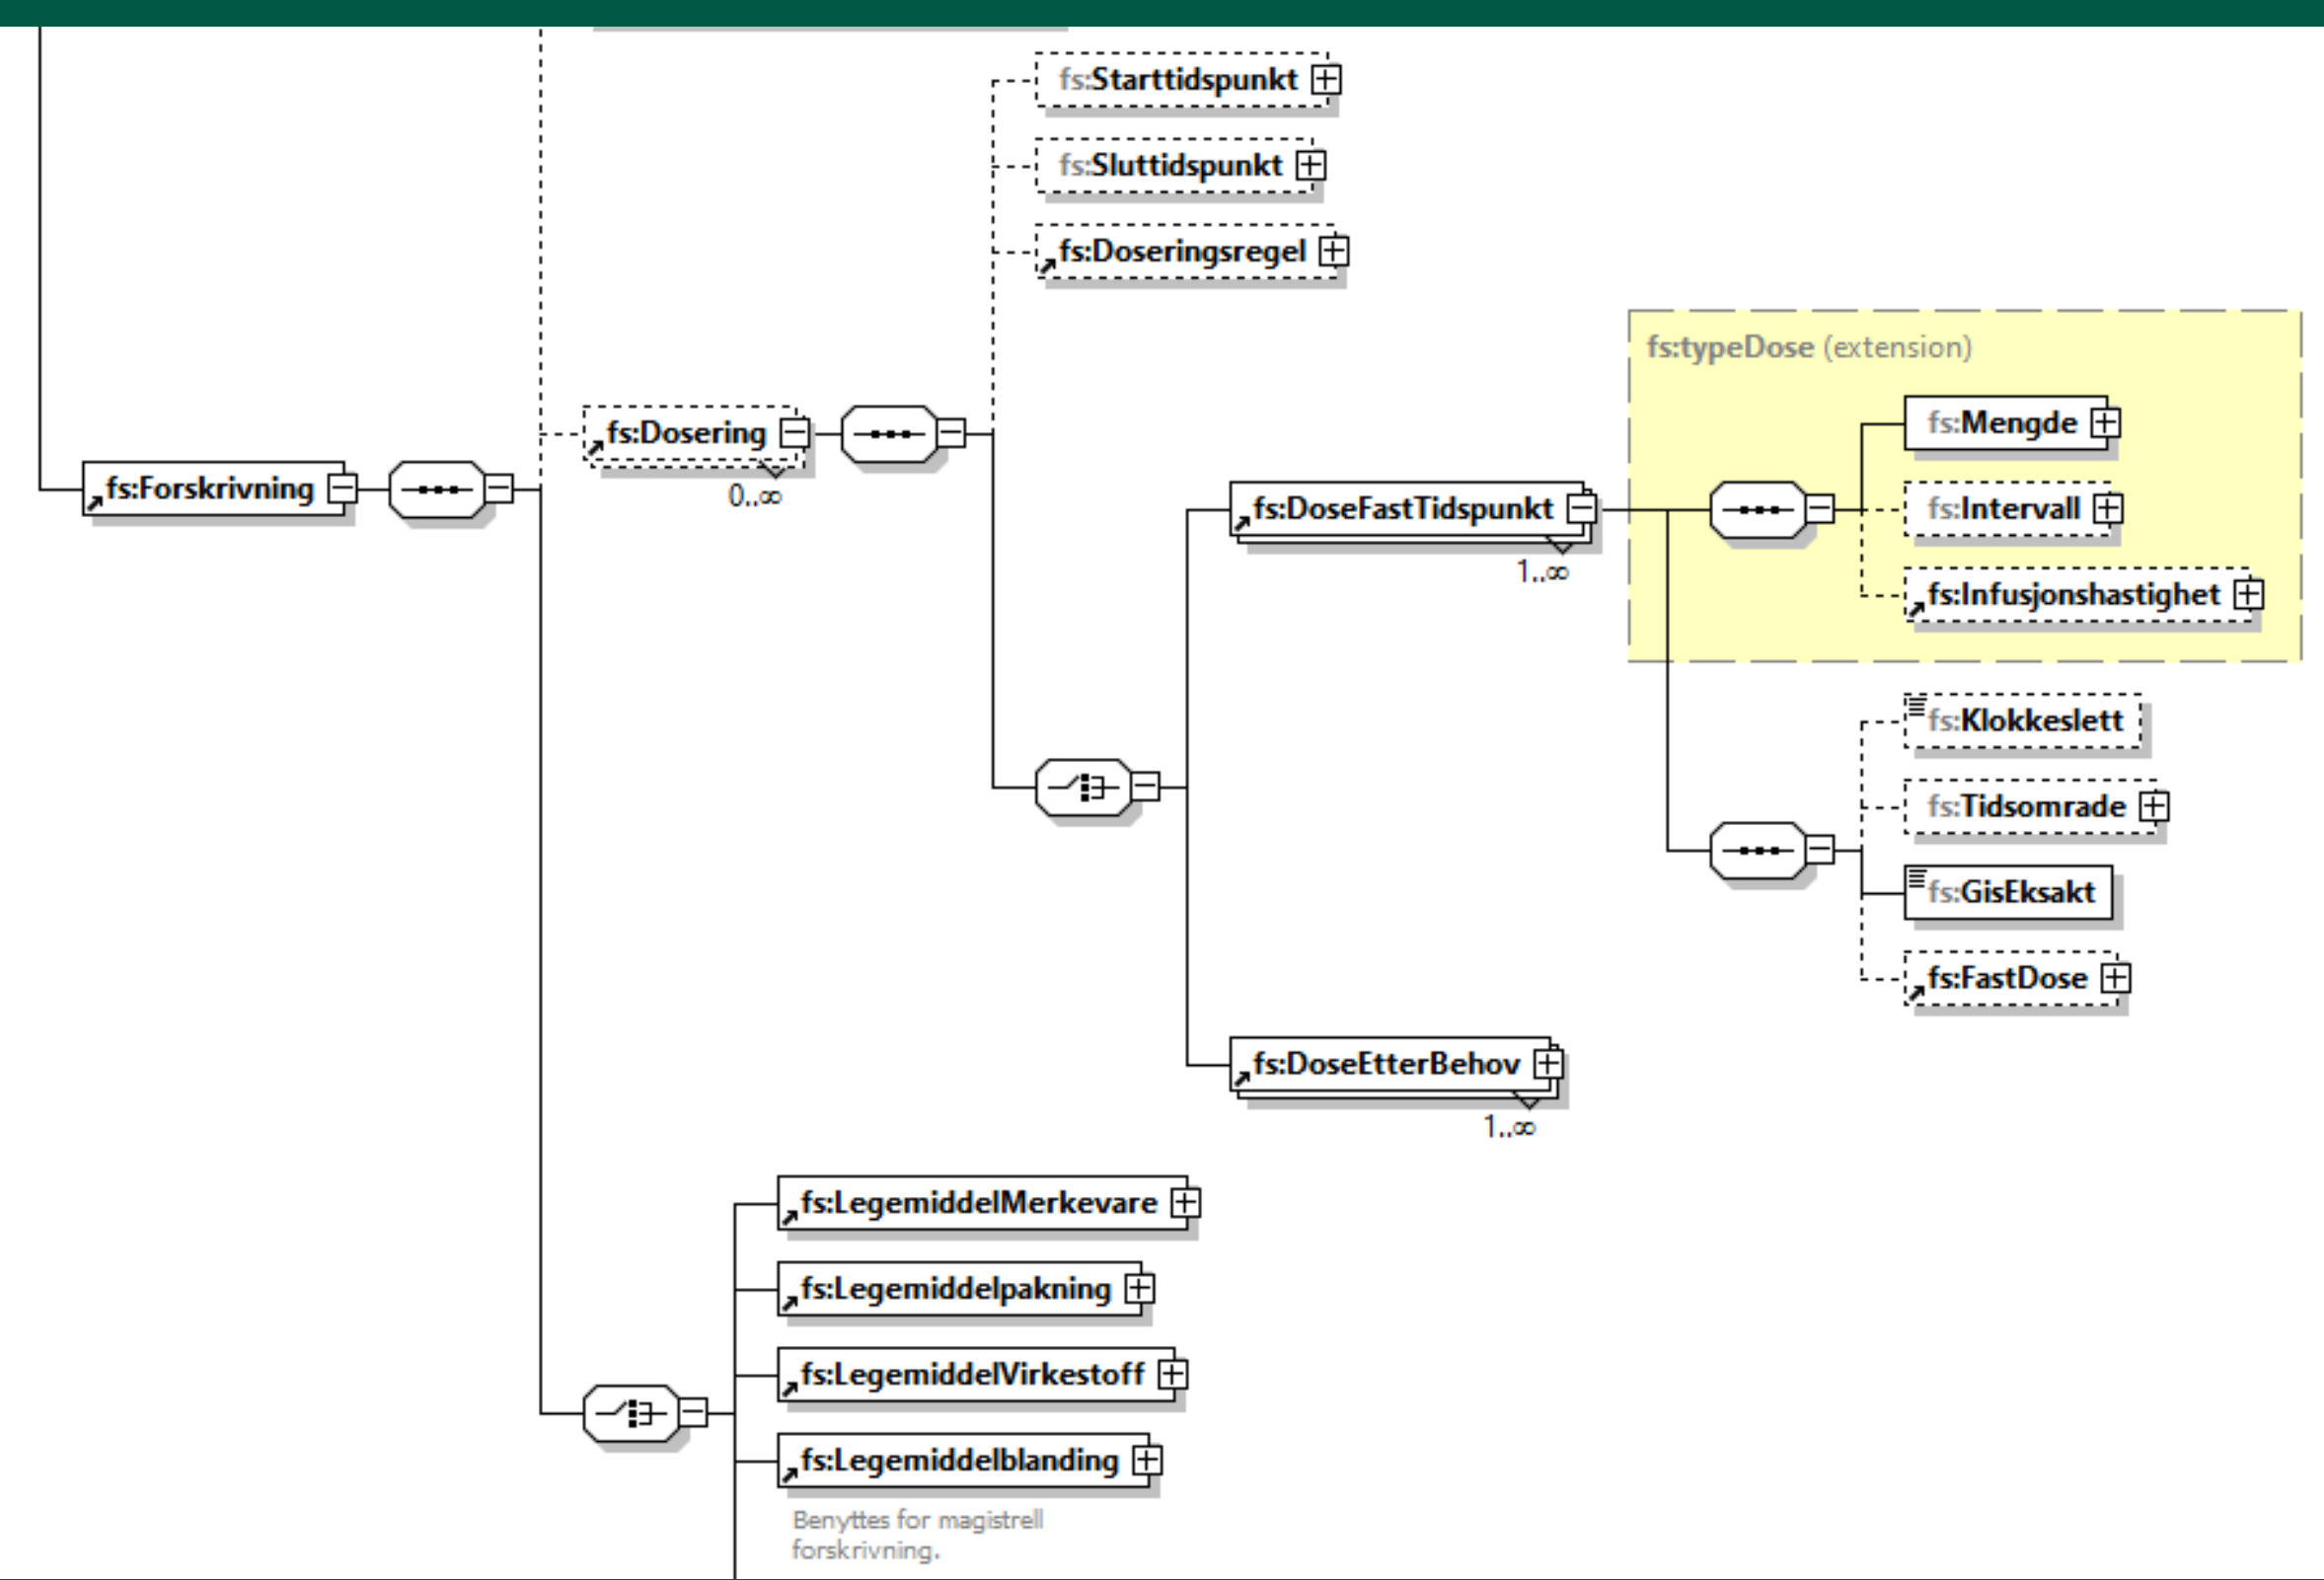 fs:Starttidspunkt
fs:Sluttidspunkt
fs:Doseringsregel
fs:typeDose (extension)
fs:Mengde
fs:Dosering
0..∞
fs:Forskrivning
fs:DoseFastTidspunkt
1..∞
fs:Intervall
fs:Infusjonshastighet
fs:Klokkeslett
fs:Tidsomrade
fs:GisEksakt
fs:FastDose
fs:DoseEtterBehov
1..∞
fs:LegemiddelMerkevare
fs:Legemiddelpakning
fs:LegemiddelVirkestoff
fs:Legemiddelblanding
Benyttes for magistrell
forskrivning.